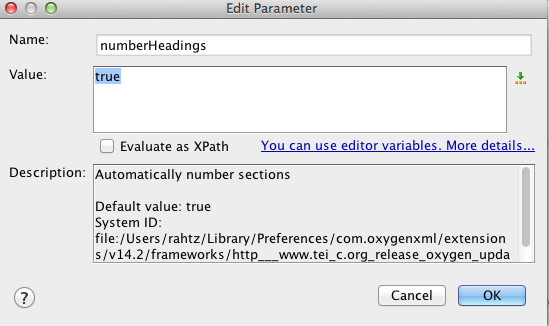 Edit Parameter
Name: numberHeadings
Value: true
Evaluate as XPath You can use editor variables. More details...
Description: Automatically number sections
Default value: true
System ID:
file:/Users/rahtz/Library/Preferences/com.oxygenxml/extension
s/v14.2/frameworks/http___www.tei_c.org_release_oxygen_upda
? Cancel OK